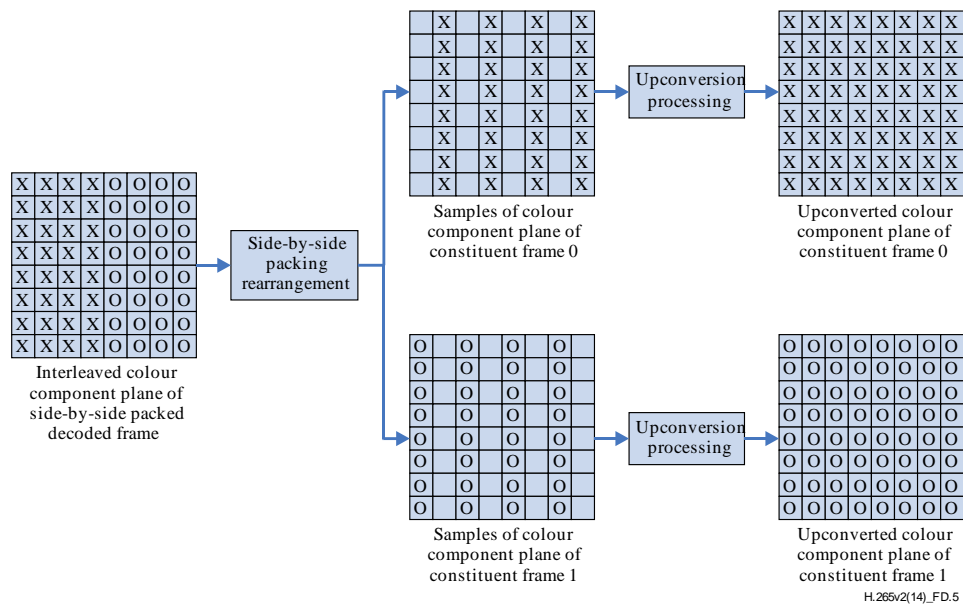 X X X X
X X X X
X X X X
X X X X
X X X X
X X X X
X X X X
X X X X
Upconversion
processing
X X X X X X X X
X X X X X X X X
X X X X X X X X
X X X X X X X X
X X X X X X X X
X X X X X X X X
X X X X X X X X
X X X X X X X X
Samples of colour
component plane of
constituent frame 0
Upconverted colour
component plane of
constituent frame 0
X X X X O O O O
X X X X O O O O
X X X X O O O O
X X X X O O O O
X X X X O O O O
X X X X O O O O
X X X X O O O O
X X X X O O O O
Side-by-side
packing
rearrangement
Interleaved colour
component plane of
side-by-side packed
decoded frame
O O O O
O O O O
O O O O
O O O O
O O O O
O O O O
O O O O
O O O O
Upconversion
processing
O O O O O O O O
O O O O O O O O
O O O O O O O O
O O O O O O O O
O O O O O O O O
O O O O O O O O
O O O O O O O O
O O O O O O O O
Samples of colour
component plane of
constituent frame 1
Upconverted colour
component plane of
constituent frame 1
H.265v2(14)_FD.5